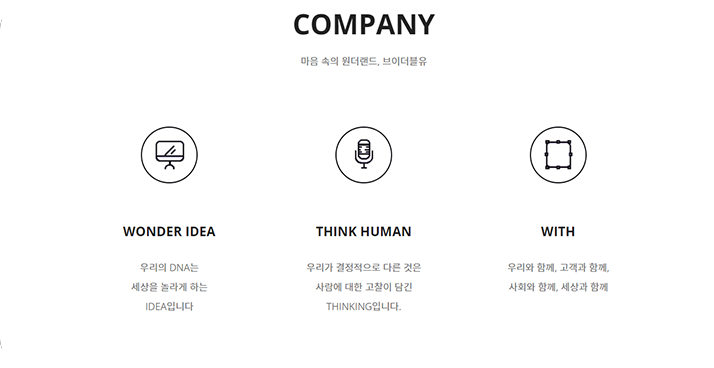 COMPANY
마음 속의 원더랜드, 브이더블유
WONDER IDEA
우리의 DNA는
세상을 놀라게 하는
IDEA입니다
THINK HUMAN
우리가 결정적으로 다른 것은
사람에 대한 고찰이 담긴
THINKING입니다.
WITH
우리와 함께, 고객과 함께,
사회와 함께, 세상과 함께